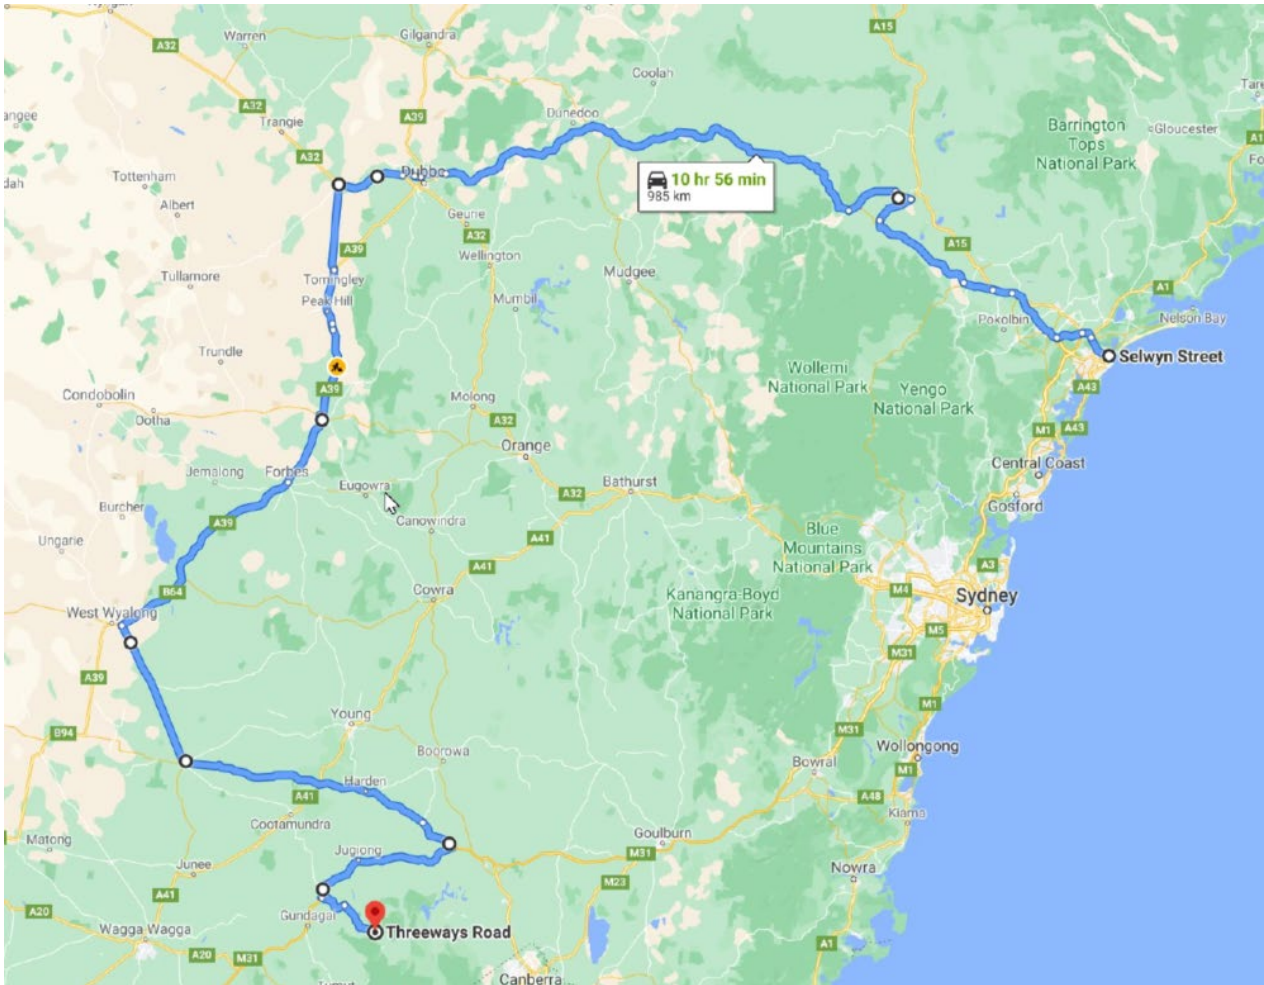 A15
Warren
Gilgandra
A32
Coolah
A32
Trangie
A39
Dunedoo
Barrington
Tops
National Park
Gloucester
A32
Dubbo
10 hr 56 min
985 km
Tottenham
Albert
Geurie
A32
A39
Wellington
A15
Tullamore
Tomingley
Mudgee
Peak Hill
Mumbil
A1
Pokolbin
Nelson Bay
Trundle
Selwyn Street
Wollemi
National Park
A39
Yengo
National Park
A43
Condobolin
Molong
Ootha
A32
M1
A43
Orange
Jemalong
Forbes
Central Coast
Eugowra
Bathurst
A32
Gosford
Burcher
A39
Canowindra
Blue
Mountains
National Park
Ungarie
A41
A41
A3
B64
Cowra
Kanangra-Boyd
National Park
M4
Sydney
West Wyalong
M5
M31
A39
M1
Young
B94
M31
Boorowa
Wollongong
Bowral
M1
Harden
A41
A48
Kiama
Cootamundra
Goulburn
Matong
Jugiong
M31
Junee
Nowra
M23
A41
A20
Gundagai
Threeways Road
Wagga Wagga
A1
A20
M31
Canberra